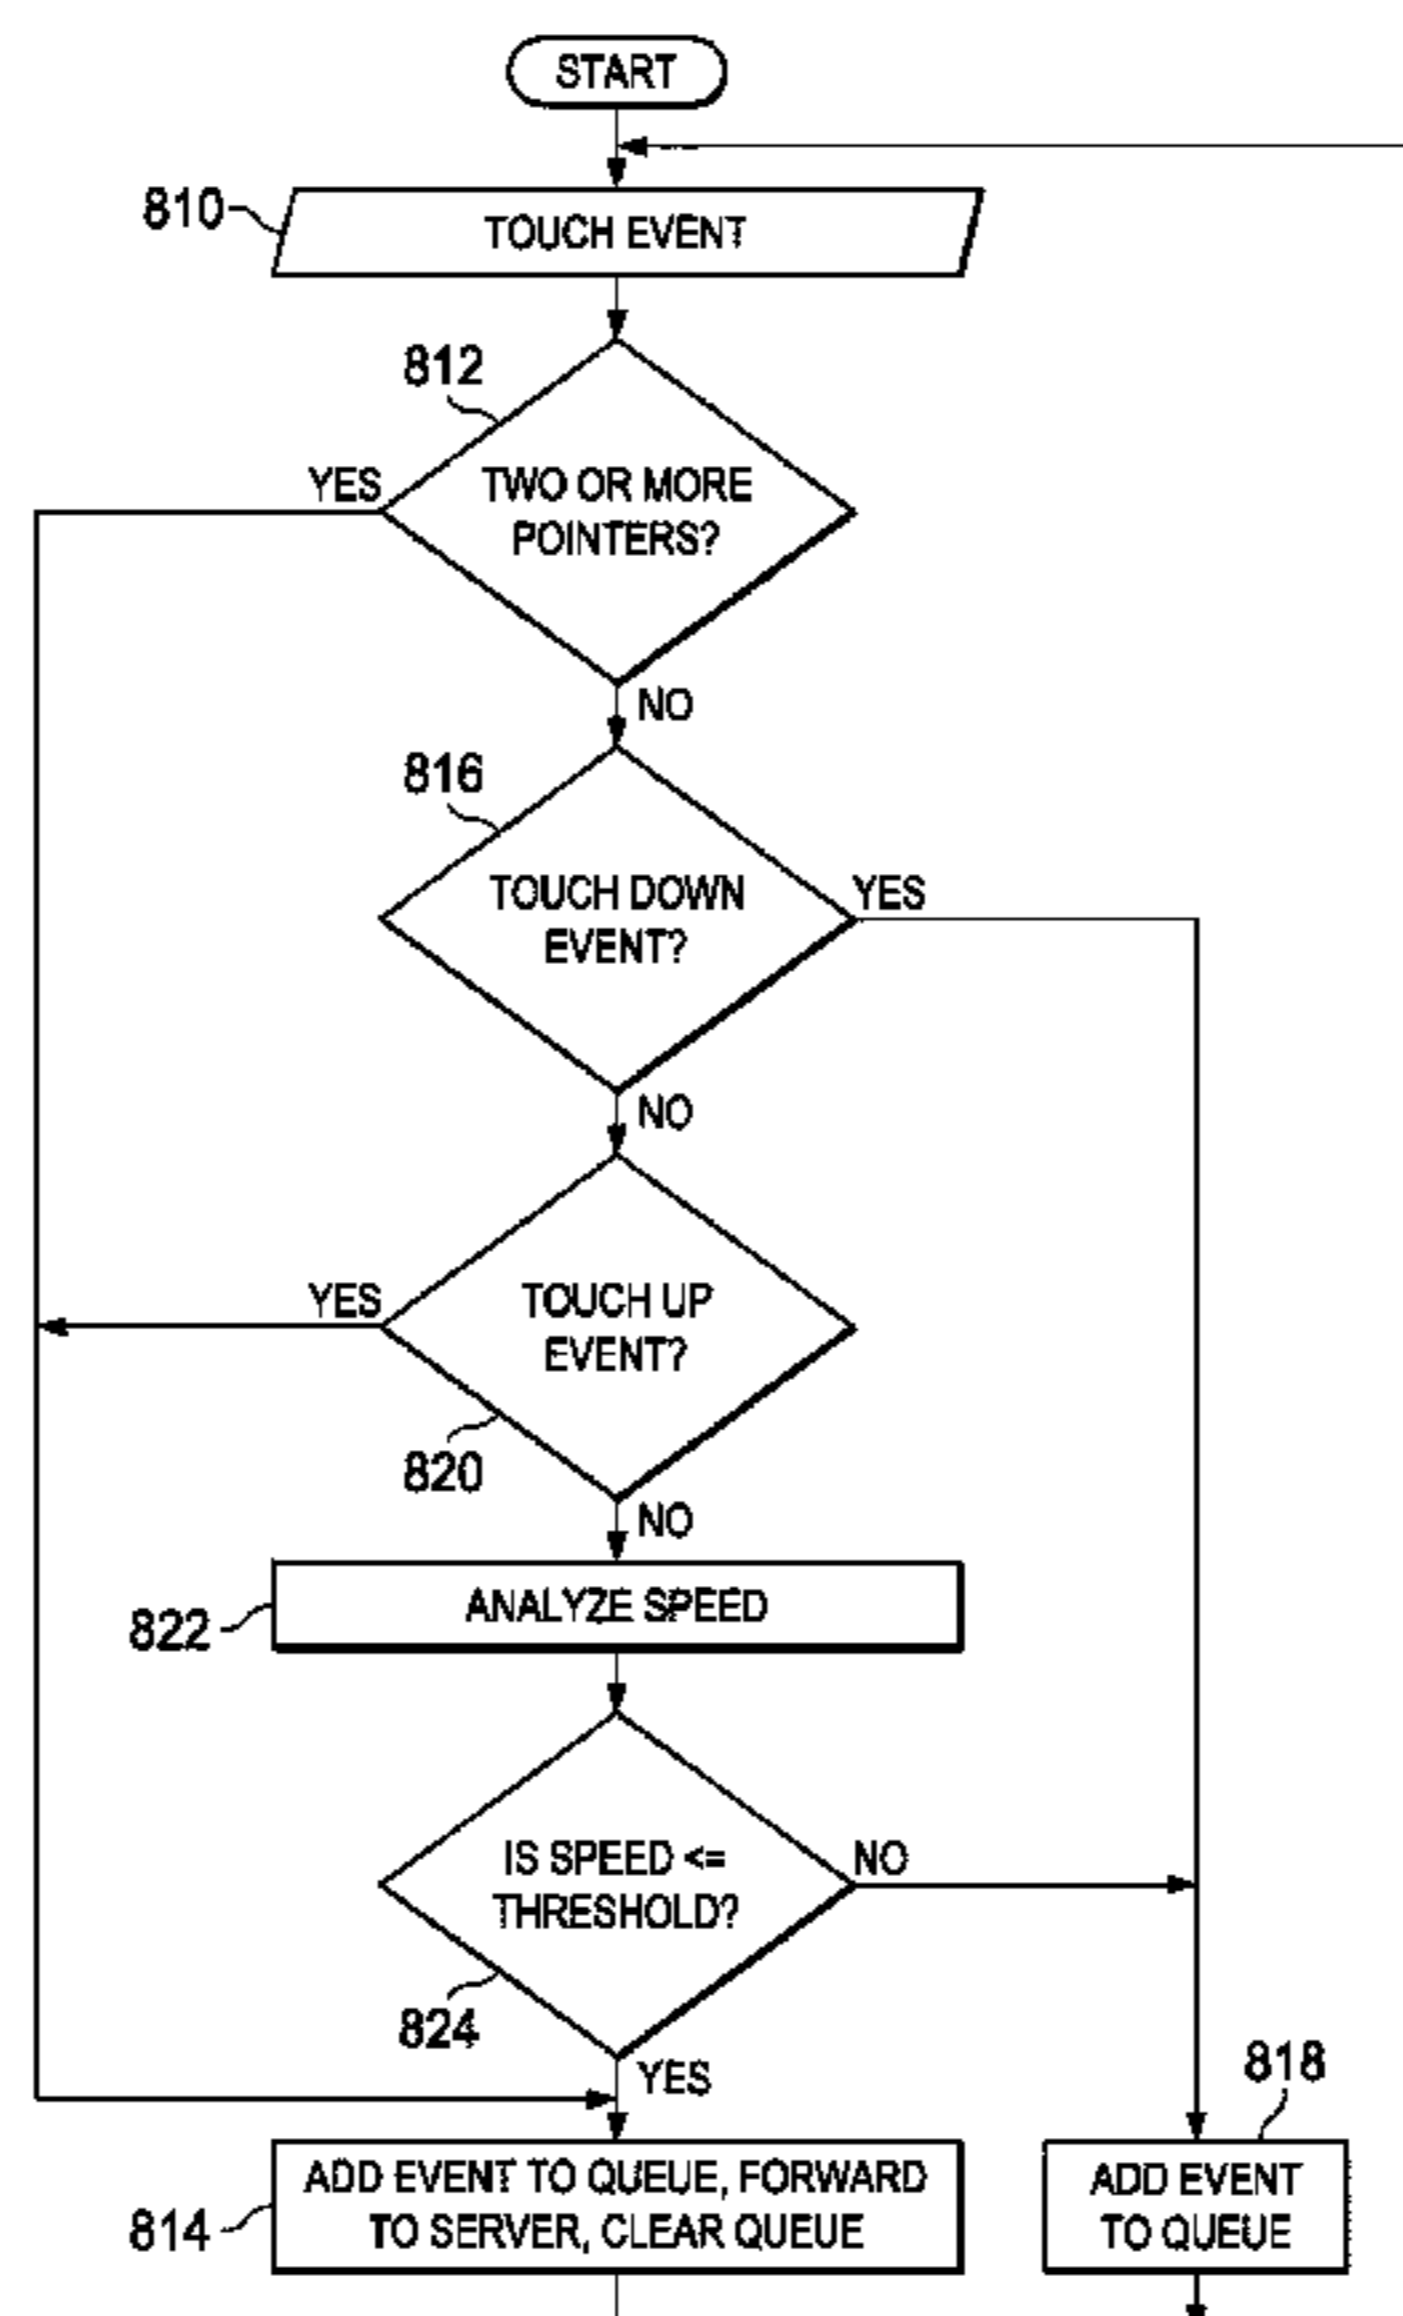 START
810
TOUCH EVENT
812
YES
TWO OR MORE
POINTERS?
NO
816
TOUCH DOWN
EVENT?
YES
NO
YES
TOUCH UP
EVENT?
820
NO
822
ANALYZE SPEED
IS SPEED <=
THRESHOLD?
NO
824
YES
818
814
ADD EVENT TO QUEUE, FORWARD
TO SERVER, CLEAR QUEUE
ADD EVENT
TO QUEUE